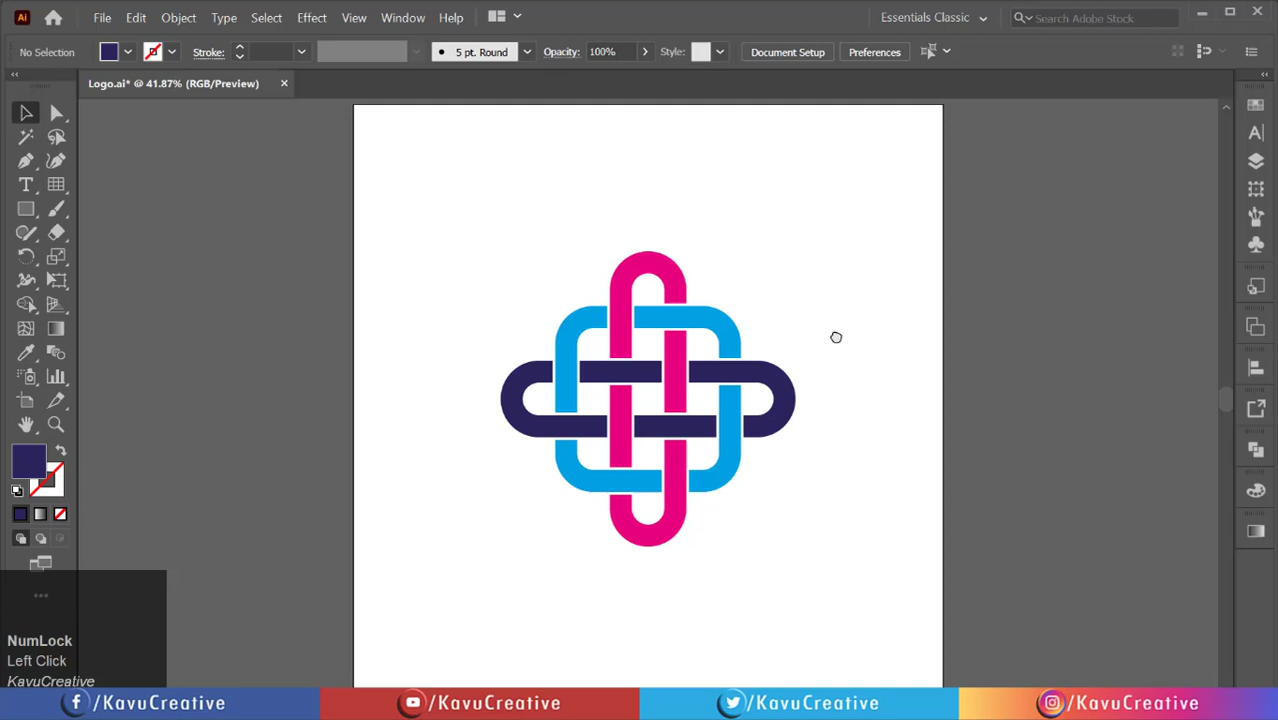 Ai File Edit Object Type Select Effect View Window Help Essentials Classic Search Adobe Stock
No Selection Stroke: 5 pt. Round Opacity: 100% Style: Document Setup Preferences
Logo.ai* @ 41.87% (RGB/Preview)
NumLock
Left Click
KavuCreative
/KavuCreative /KavuCreative /KavuCreative /KavuCreative